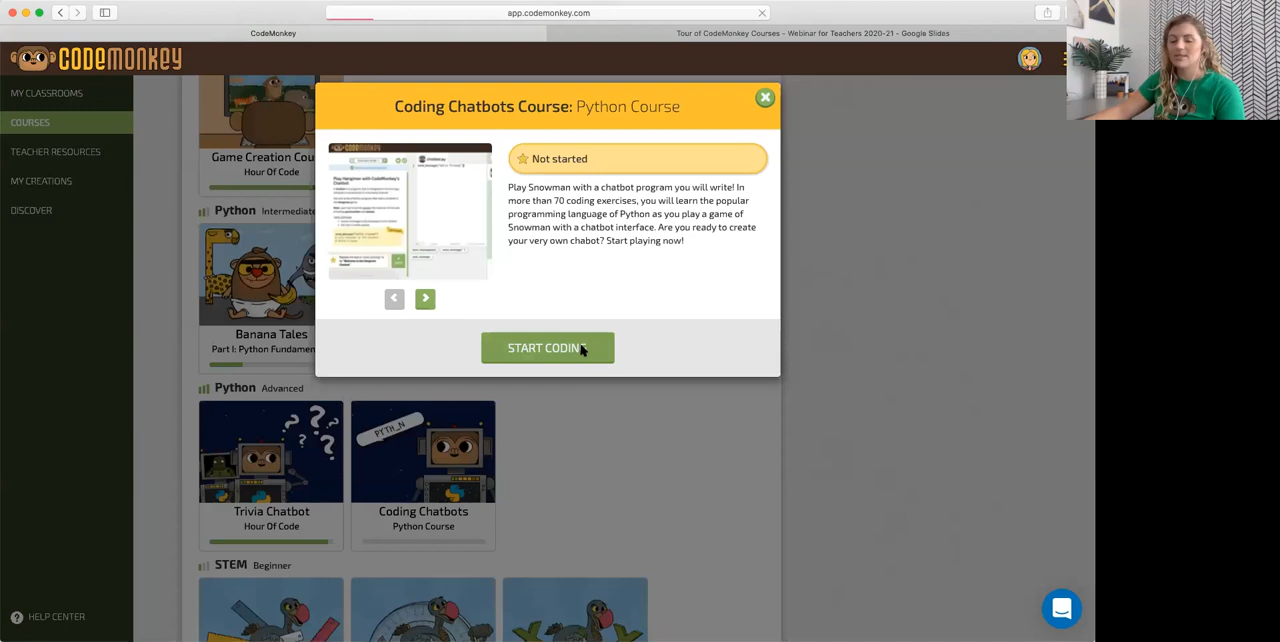 app.codemonkey.com
CodeMonkey
Tour of CodeMonkey Courses - Webinar for Teachers 2020-21 - Google Slides
CODEMONKEY
MY CLASSROOMS
COURSES
TEACHER RESOURCES
MY CREATIONS
DISCOVER
HELP CENTER
Game Creation Cou
Hour Of Code
Python Intermediate
Banana Tales
Part I: Python Fundamen
Coding Chatbots Course: Python Course
Not started
Play Snowman with a chatbot program you will write! In
more than 70 coding exercises, you will learn the popular
programming language of Python as you play a game of
Snowman with a chatbot interface. Are you ready to create
your very own chabot? Start playing now!
START CODING
Python Advanced
PYTH_N
Trivia Chatbot
Hour Of Code
Coding Chatbots
Python Course
STEM Beginner